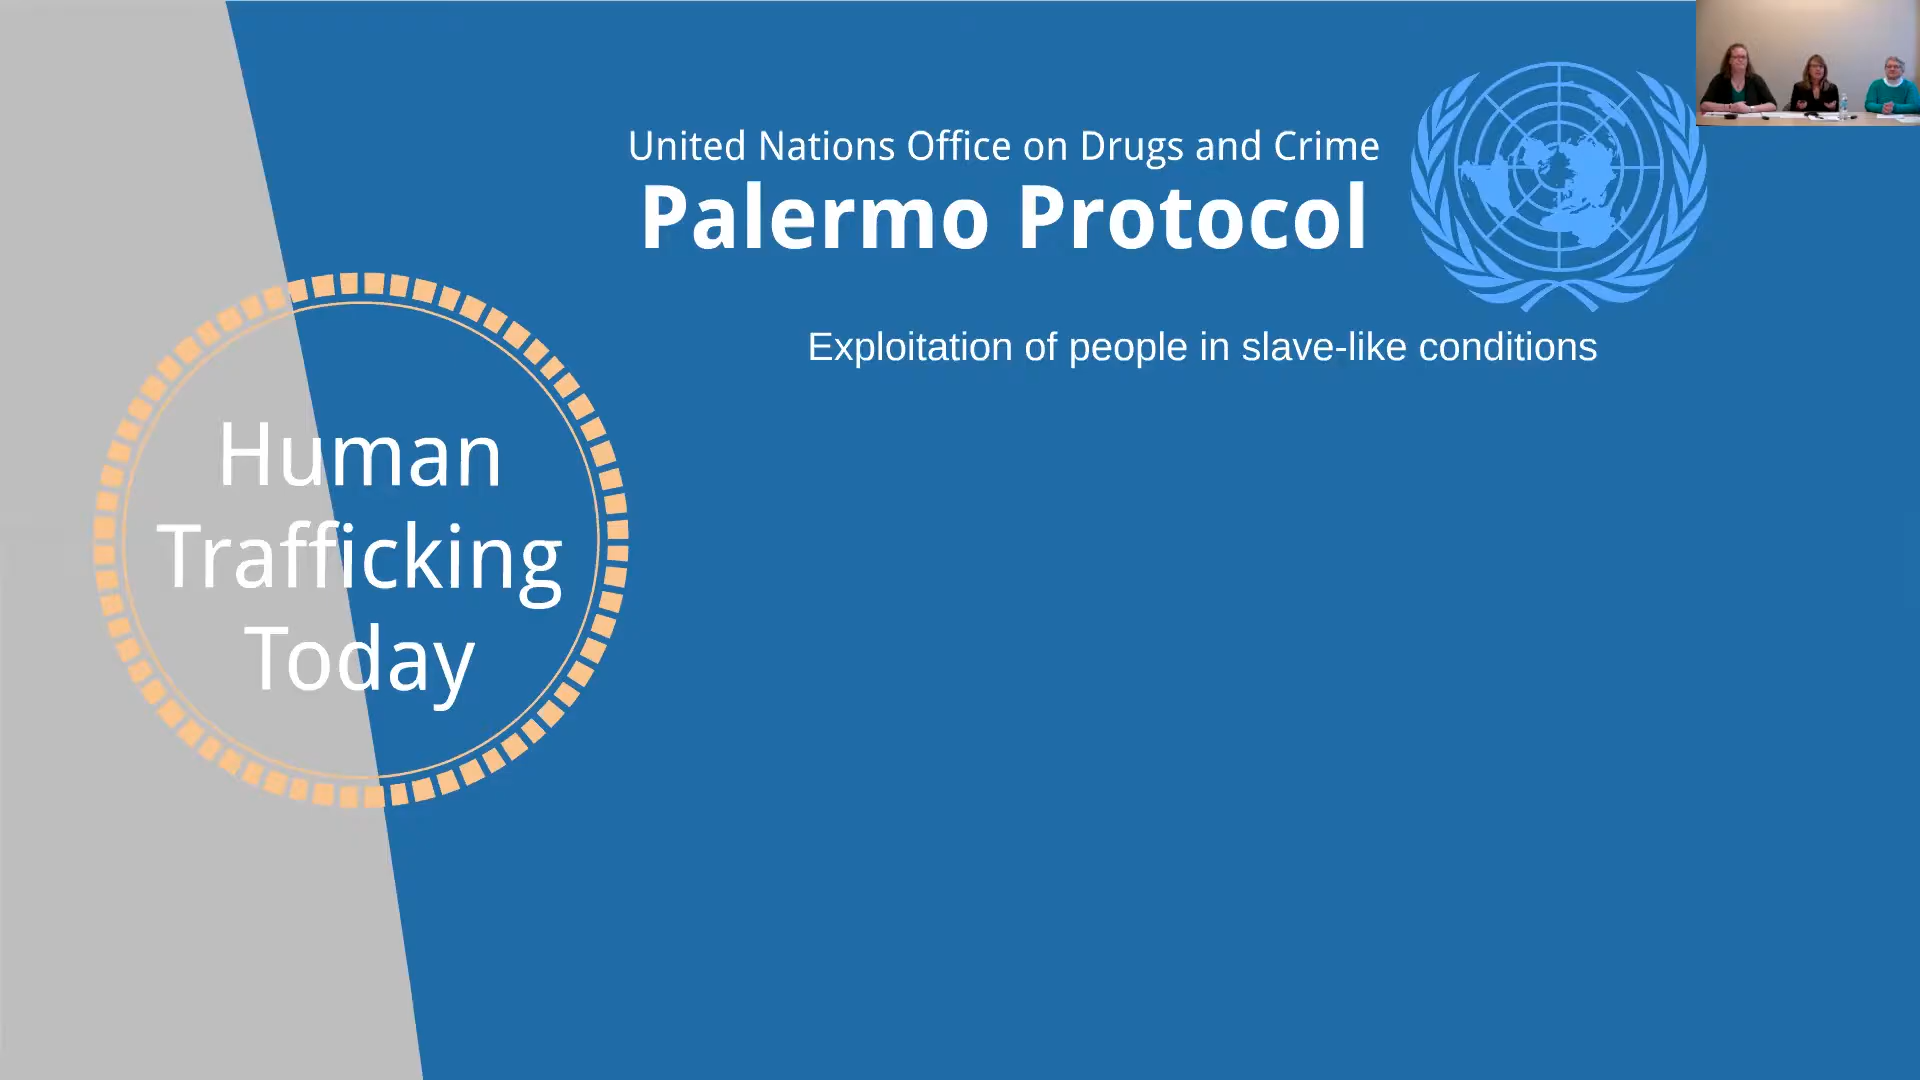 United Nations Office on Drugs and Crime
Palermo Protocol
Exploitation of people in slave-like conditions
Human
Trafficking
Today